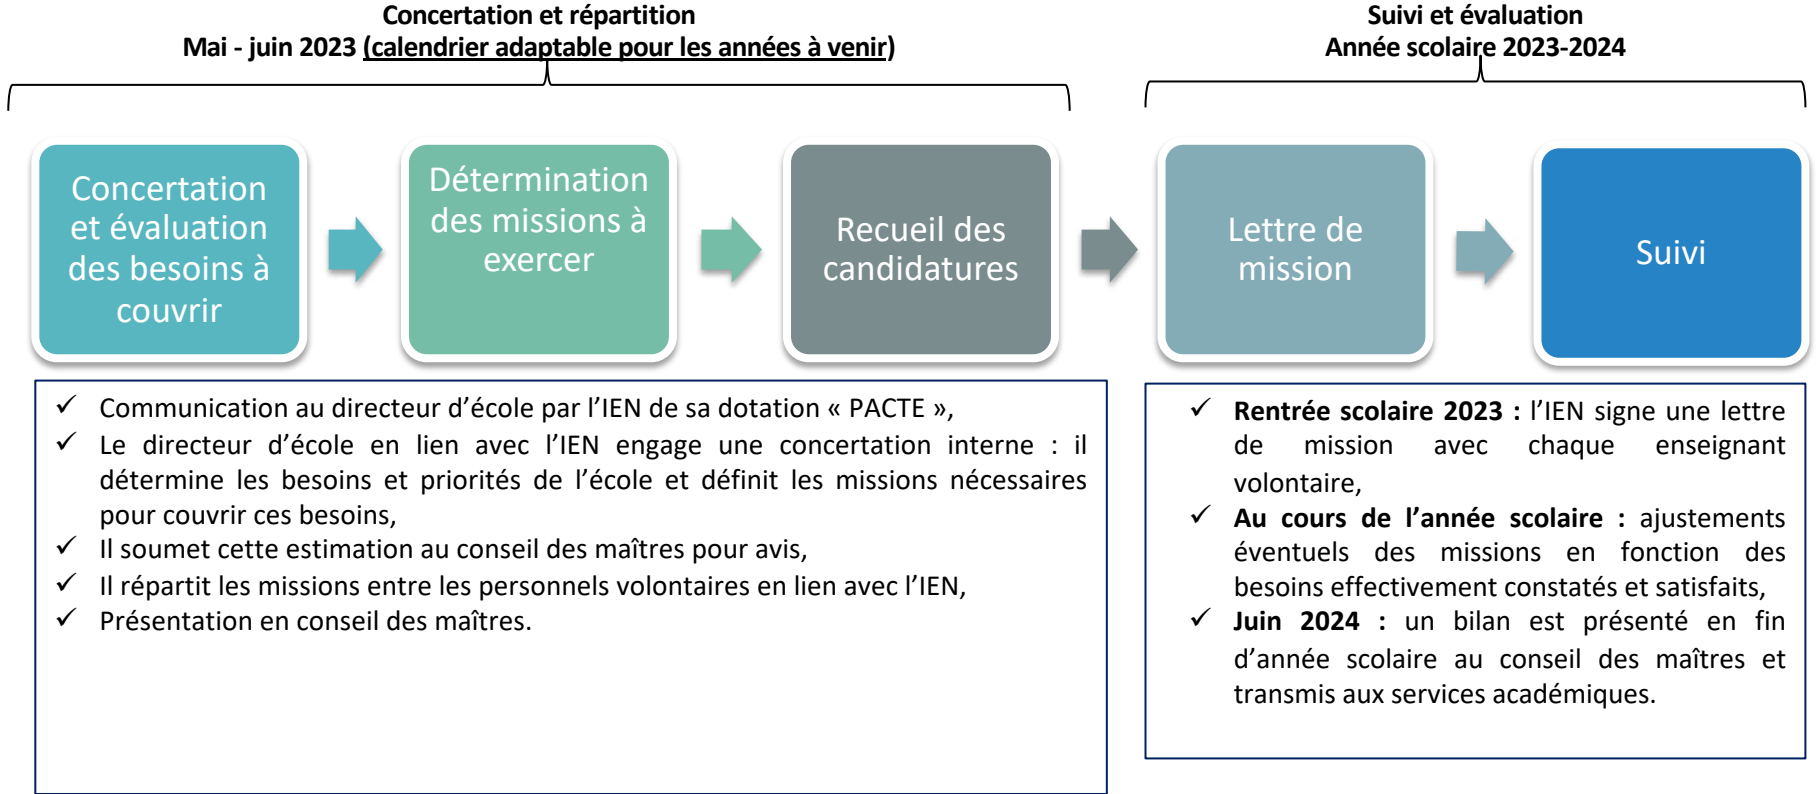 Concertation et répartition
Mai - juin 2023 (calendrier adaptable pour les années à venir)
Suivi et évaluation
Année scolaire 2023-2024
Concertation
et évaluation
des besoins à
couvrir
Détermination
des missions à
exercer
Recueil des
candidatures
Lettre de
mission
Suivi
✓ Communication au directeur d’école par l’IEN de sa dotation « PACTE »,
✓ Le directeur d’école en lien avec l’IEN engage une concertation interne : il
détermine les besoins et priorités de l’école et définit les missions nécessaires
pour couvrir ces besoins,
✓ Il soumet cette estimation au conseil des maîtres pour avis,
✓ Il répartit les missions entre les personnels volontaires en lien avec l’IEN,
✓ Présentation en conseil des maîtres.
✓ Rentrée scolaire 2023 : l’IEN signe une lettre
de mission avec chaque enseignant
volontaire,
✓ Au cours de l’année scolaire : ajustements
éventuels des missions en fonction des
besoins effectivement constatés et satisfaits,
✓ Juin 2024 : un bilan est présenté en fin
d’année scolaire au conseil des maîtres et
transmis aux services académiques.